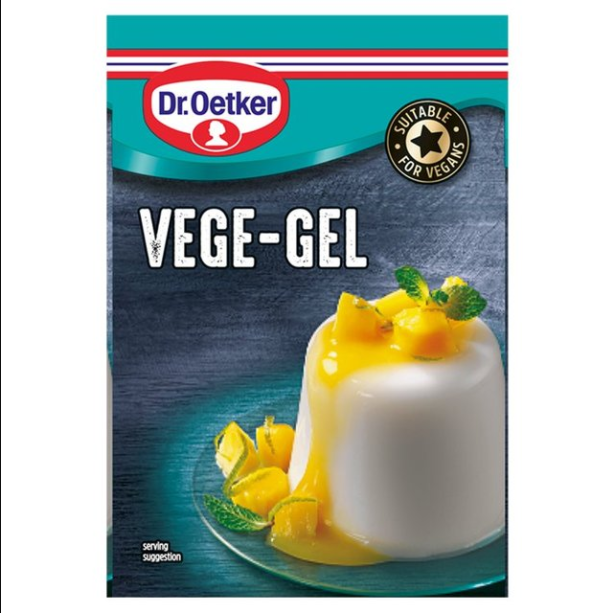 Dr.Oetker
SUITABLE
FOR VEGANS
VEGE-GEL
serving
suggestion